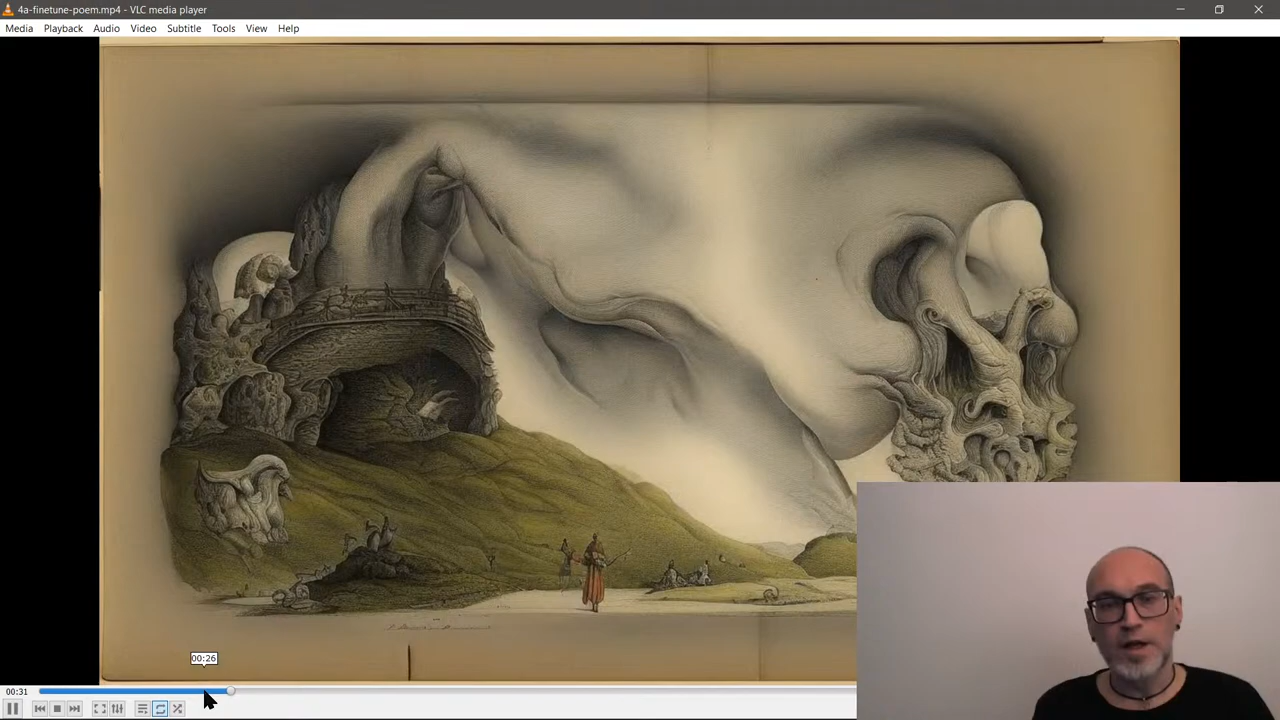 4a-finetune-poem.mp4 - VLC media player
Media Playback Audio Video Subtitle Tools View Help
00:26
00:31